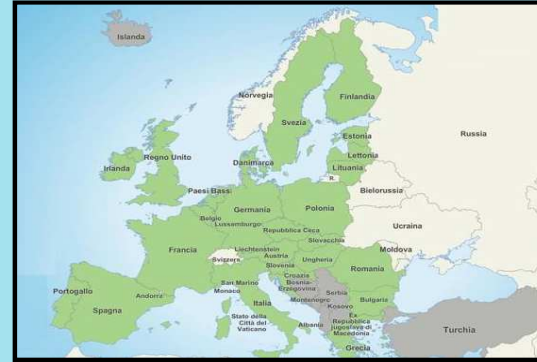 Islanda
Norvegia
Finlandia
Svezia
Russia
Estonia
Lettonia
Lituania
R.
Danimarca
Regno Unito
Irlanda
Paesi Bassi
Bielorussia
Germania
Polonia
Belgio
Lussemburgo
Repubblica Ceca
Ucraina
Slovacchia
Moldova
Francia
Liechtenstein
Austria
Ungheria
Svizzera
Slovenia
Romania
Croazia
Bosnia-
Erzegovina
San Marino
Monaco
Serbia
Montenegro
Kosovo
Bulgaria
Andorra
Portogallo
Spagna
Italia
Stato della
Città del
Vaticano
Albania
Ex
Repubblica
jugoslava di
Macedonia
Grecia
Turchia